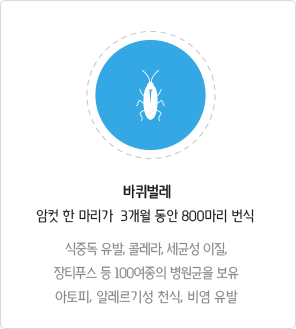 바퀴벌레
암컷 한 마리가 3개월 동안 800마리 번식
식중독 유발, 콜레라, 세균성 이질,
장티푸스 등 100여종의 병원균을 보유
아토피, 알레르기성 천식, 비염 유발